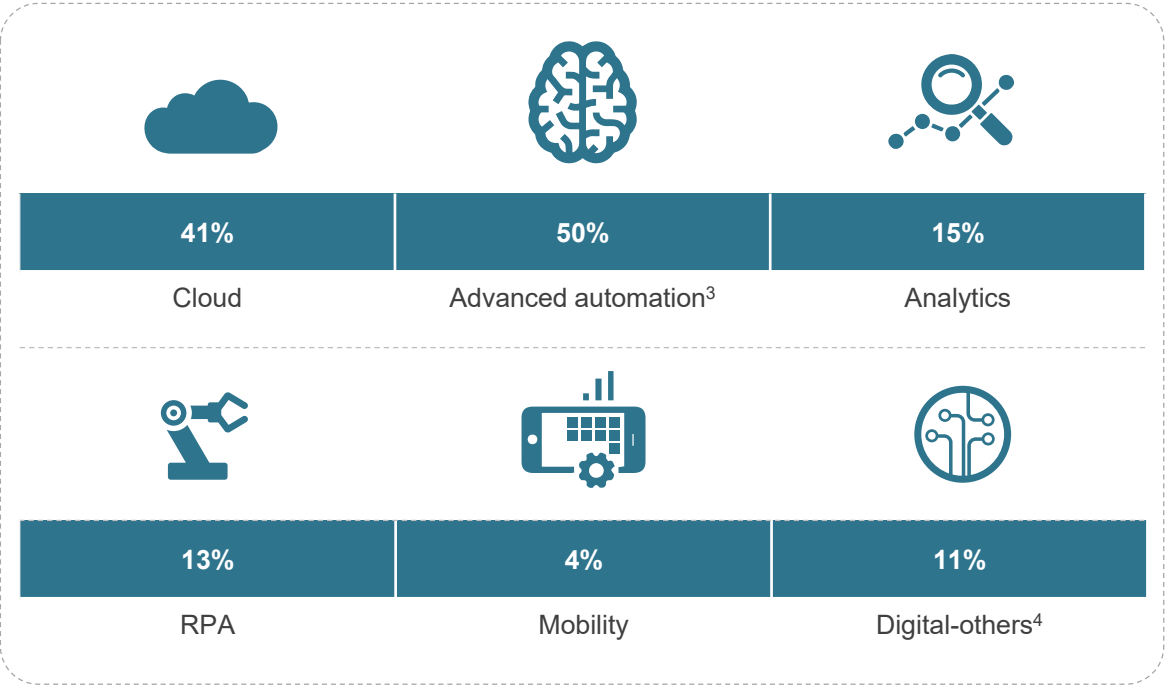 41% 50% 15%
Cloud Advanced automation³ Analytics
13% 4% 11%
RPA Mobility Digital-others⁴